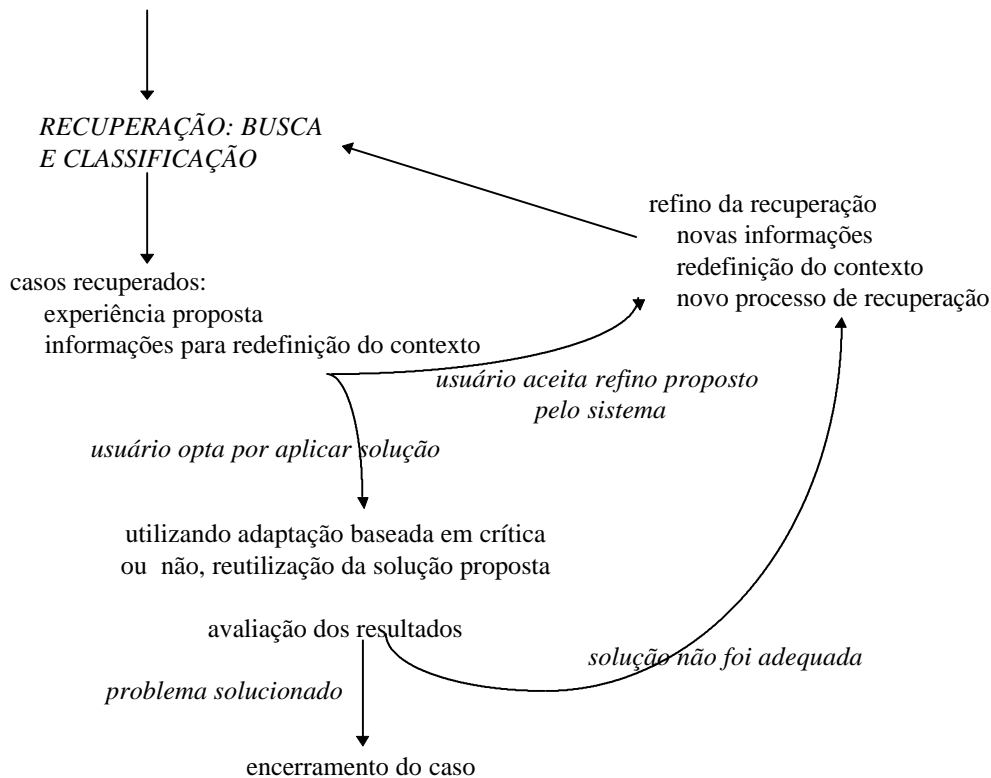 RECUPERAÇÃO: BUSCA
E CLASSIFICAÇÃO
refino da recuperação
novas informações
redefinição do contexto
novo processo de recuperação
casos recuperados:
experiência proposta
informações para redefinição do contexto
usuário aceita refino proposto
pelo sistema
usuário opta por aplicar solução
utilizando adaptação baseada em crítica
ou não, reutilização da solução proposta
avaliação dos resultados
solução não foi adequada
problema solucionado
encerramento do caso